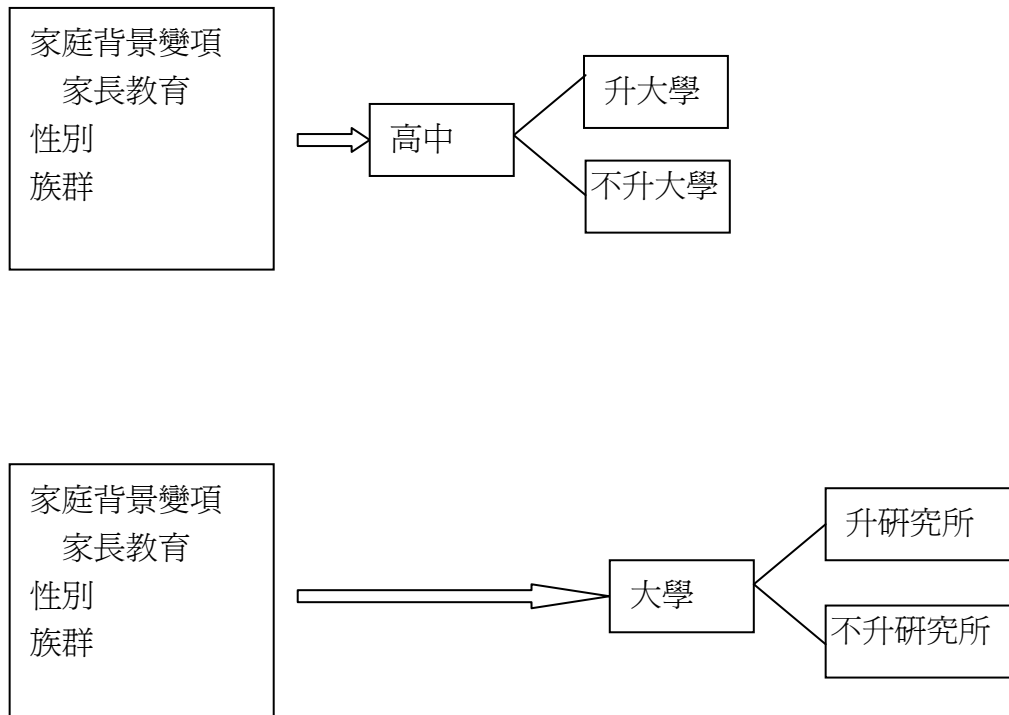 家庭背景變項
家長教育
性別
族群
高中
升大學
不升大學
家庭背景變項
家長教育
性別
族群
大學
升研究所
不升研究所